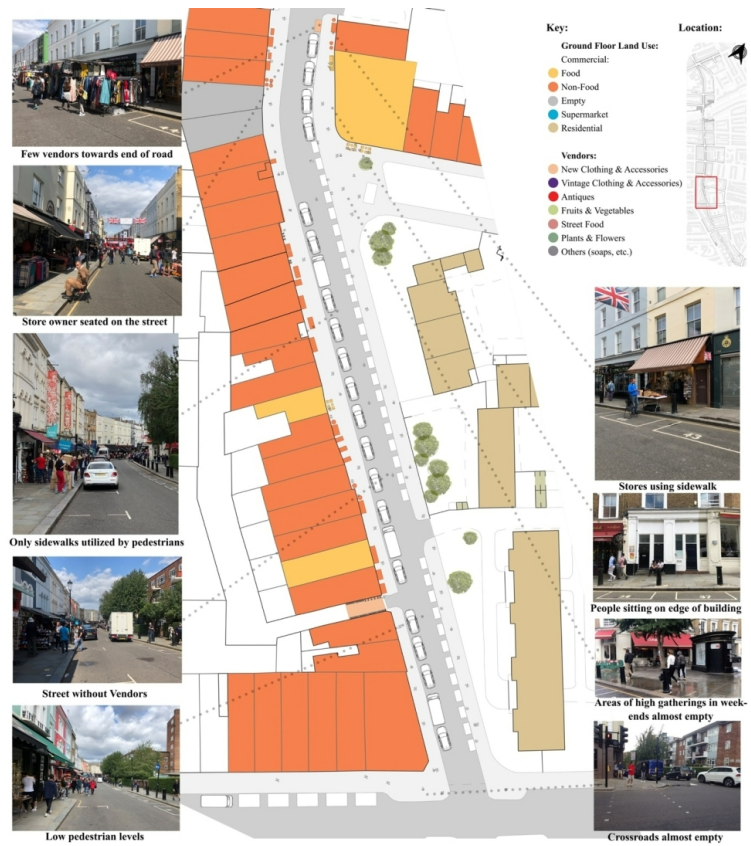 Few vendors towards end of road
Store owner seated on the street
Only sidewalks utilized by pedestrians
Street without Vendors
Low pedestrian levels
Key:
Ground Floor Land Use:
Commercial:
Food
Non-Food
Empty
Supermarket
Residential
Vendors:
New Clothing & Accessories
Vintage Clothing & Accessories)
Antiques
Fruits & Vegetables
Street Food
Plants & Flowers
Others (soaps, etc.)
Location:
Stores using sidewalk
People sitting on edge of building
Areas of high gatherings in week-
ends almost empty
Crossroads almost empty